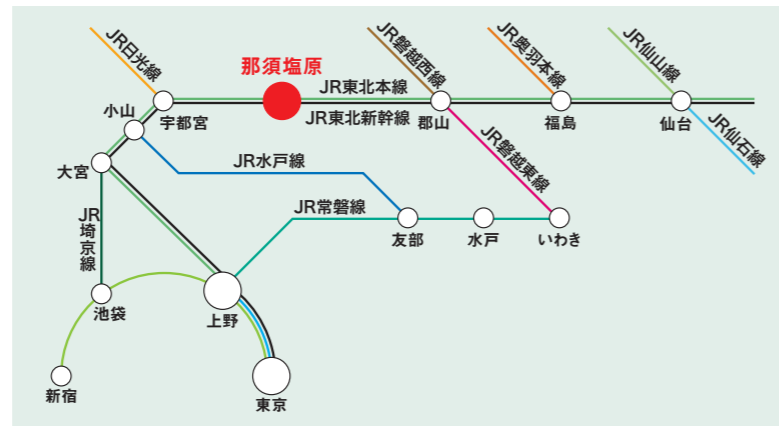 JR日光線
那須塩原
JR東北本線
JR東北新幹線
JR磐越西線
JR奥羽本線
JR仙山線
小山
宇都宮
郡山
福島
仙台
JR仙石線
大宮
JR水戸線
JR磐越東線
JR埼京線
JR常磐線
友部
水戸
いわき
池袋
上野
新宿
東京